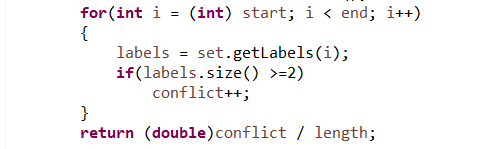 for(int i = (int) start; i < end; i++)
{
labels = set.getLabels(i);
if(labels.size() >=2)
conflict++;
}
return (double)conflict / length;